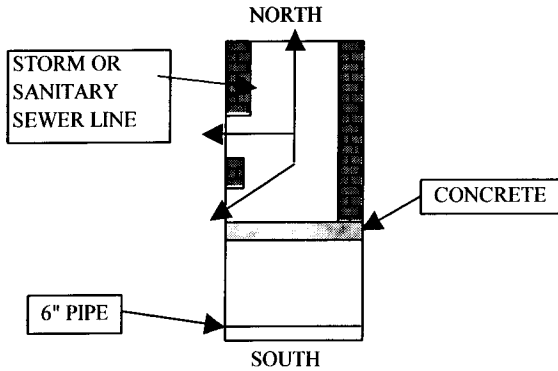 NORTH
STORM OR
SANITARY
SEWER LINE
CONCRETE
6" PIPE
SOUTH